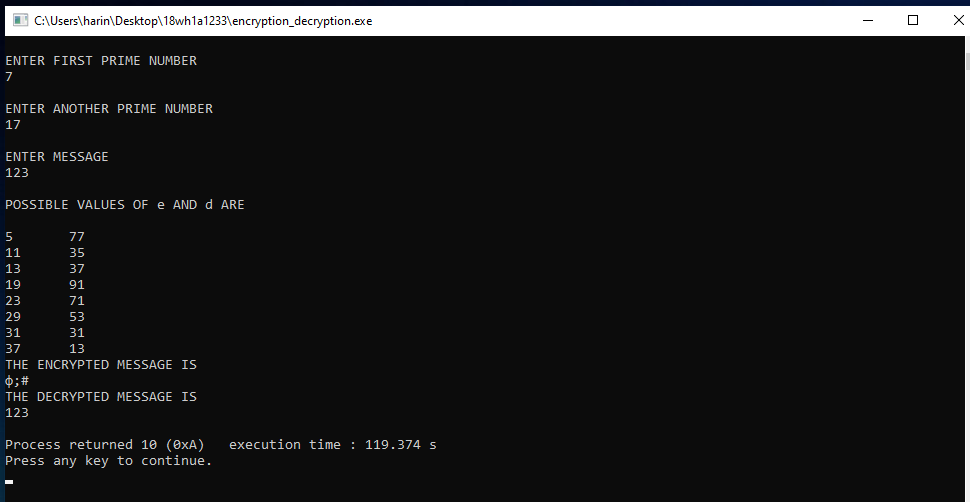 C:\Users\harin\Desktop\18wh1a1233\encryption_decryption.exe
ENTER FIRST PRIME NUMBER
7
ENTER ANOTHER PRIME NUMBER
17
ENTER MESSAGE
123
POSSIBLE VALUES OF e AND d ARE
5 77
11 35
13 37
19 91
23 71
29 53
31 31
37 13
THE ENCRYPTED MESSAGE IS
φ;#
THE DECRYPTED MESSAGE IS
123
Process returned 10 (0xA) execution time : 119.374 s
Press any key to continue.